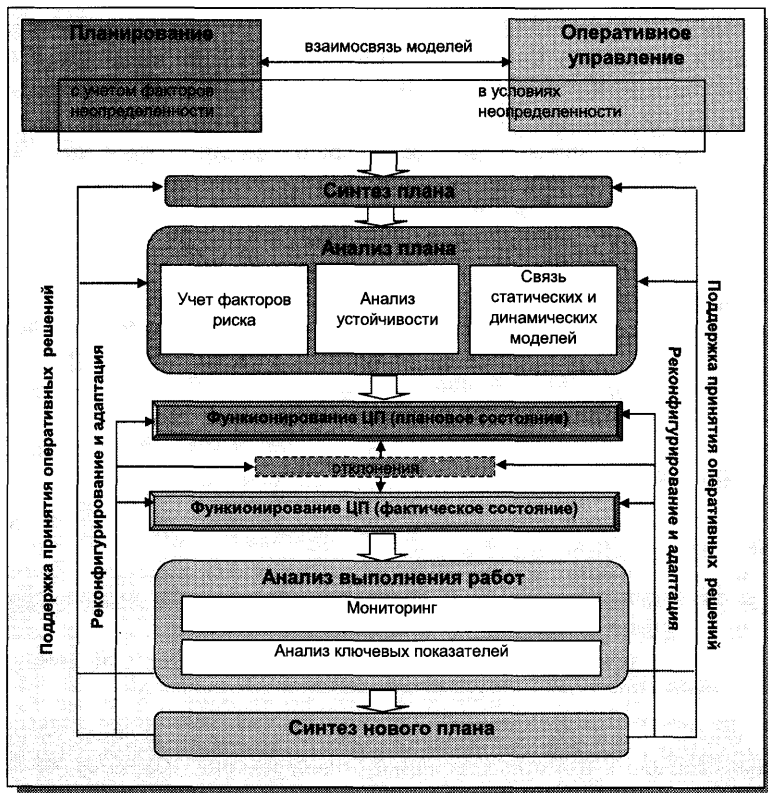 Планирование
взаимосвязь моделей
Оперативное
управление
с учетом факторов
неопределенности
в условиях
неопределенности
Синтез плана
Анализ плана
Учет факторов
риска
Анализ
устойчивости
Связь
статических и
динамических
моделей
Функционирование ЦП (плановое состояние)
отклонения
Функционирование ЦП (фактическое состояние)
Анализ выполнения работ
Мониторинг
Анализ ключевых показателей
Синтез нового плана
Поддержка принятия оперативных решений
Реконфигурирование и адаптация
Реконфигурирование и адаптация
Поддержка принятия оперативных решений